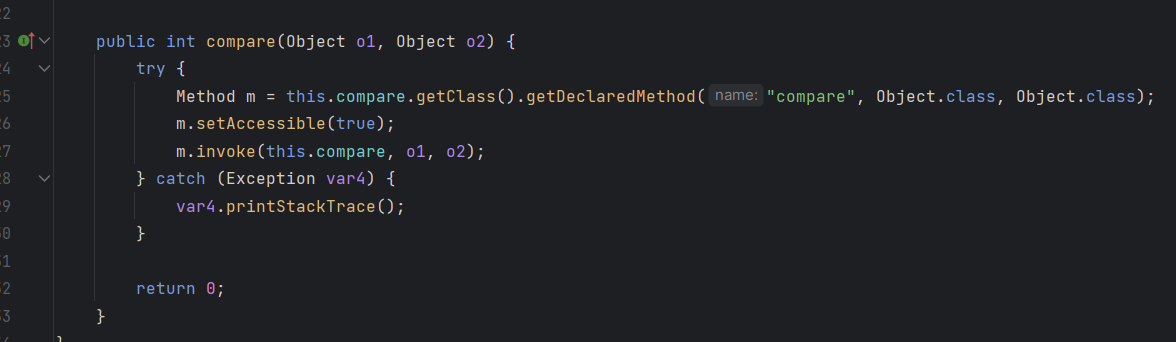 22
23 public int compare(Object o1, Object o2) {
24 try {
25 Method m = this.compare.getClass().getDeclaredMethod( name: "compare", Object.class, Object.class);
26 m.setAccessible(true);
27 m.invoke(this.compare, o1, o2);
28 } catch (Exception var4) {
29 var4.printStackTrace();
30 }
31
32 return 0;
33 }
34 }